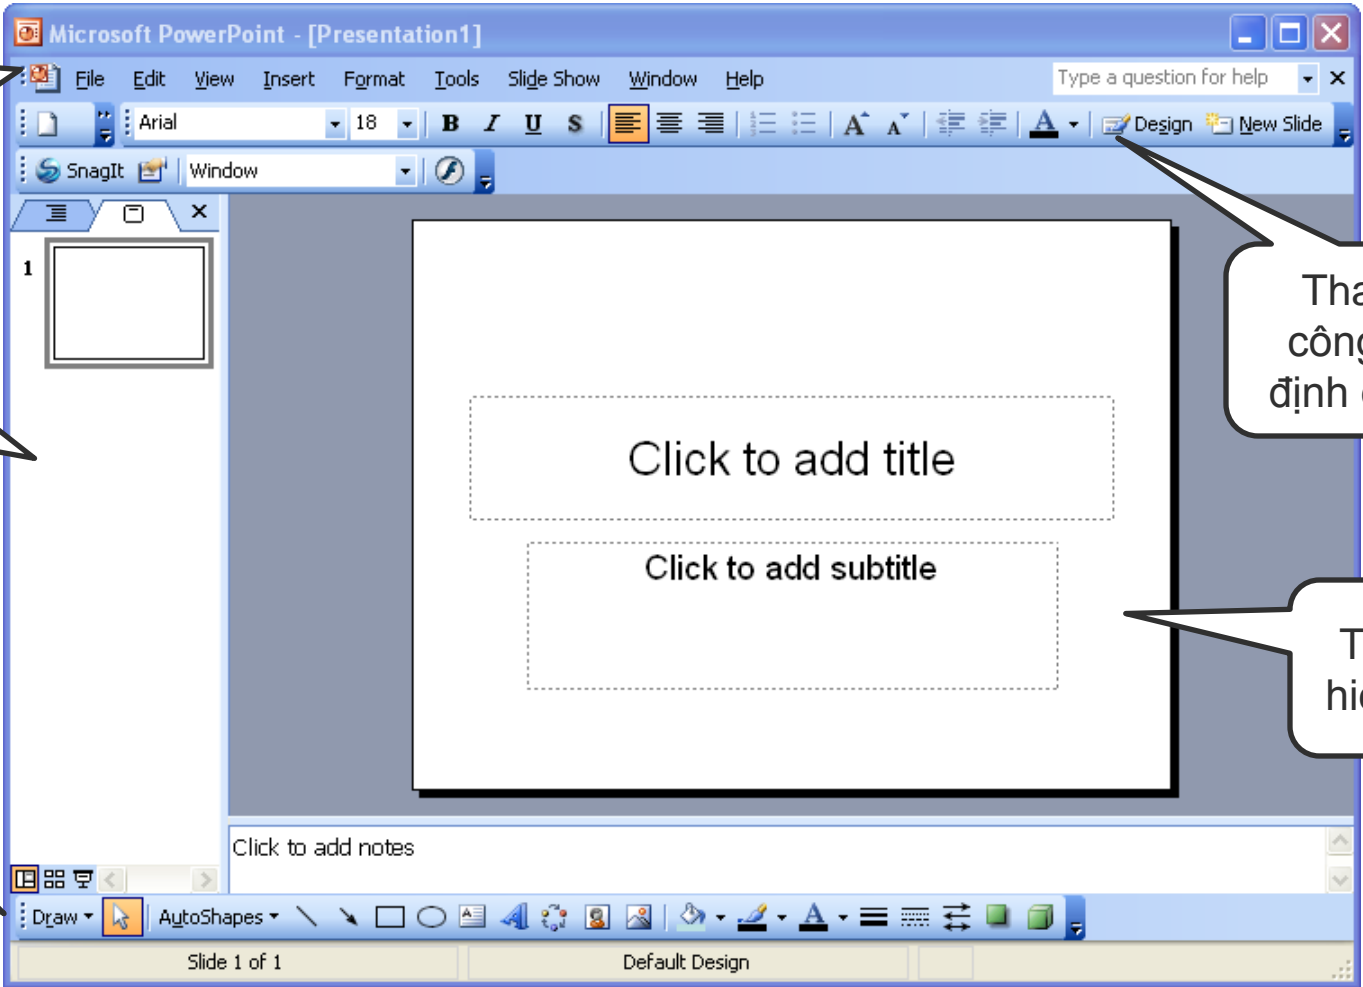 Microsoft PowerPoint - [Presentation1]
File Edit View Insert Format Tools Slide Show Window Help Type a question for help
Arial 18 B I U S A A A Design New Slide
SnagIt Window
1
Click to add title
Click to add subtitle
công
định
Click to add notes
Draw AutoShapes A
Slide 1 of 1 Default Design